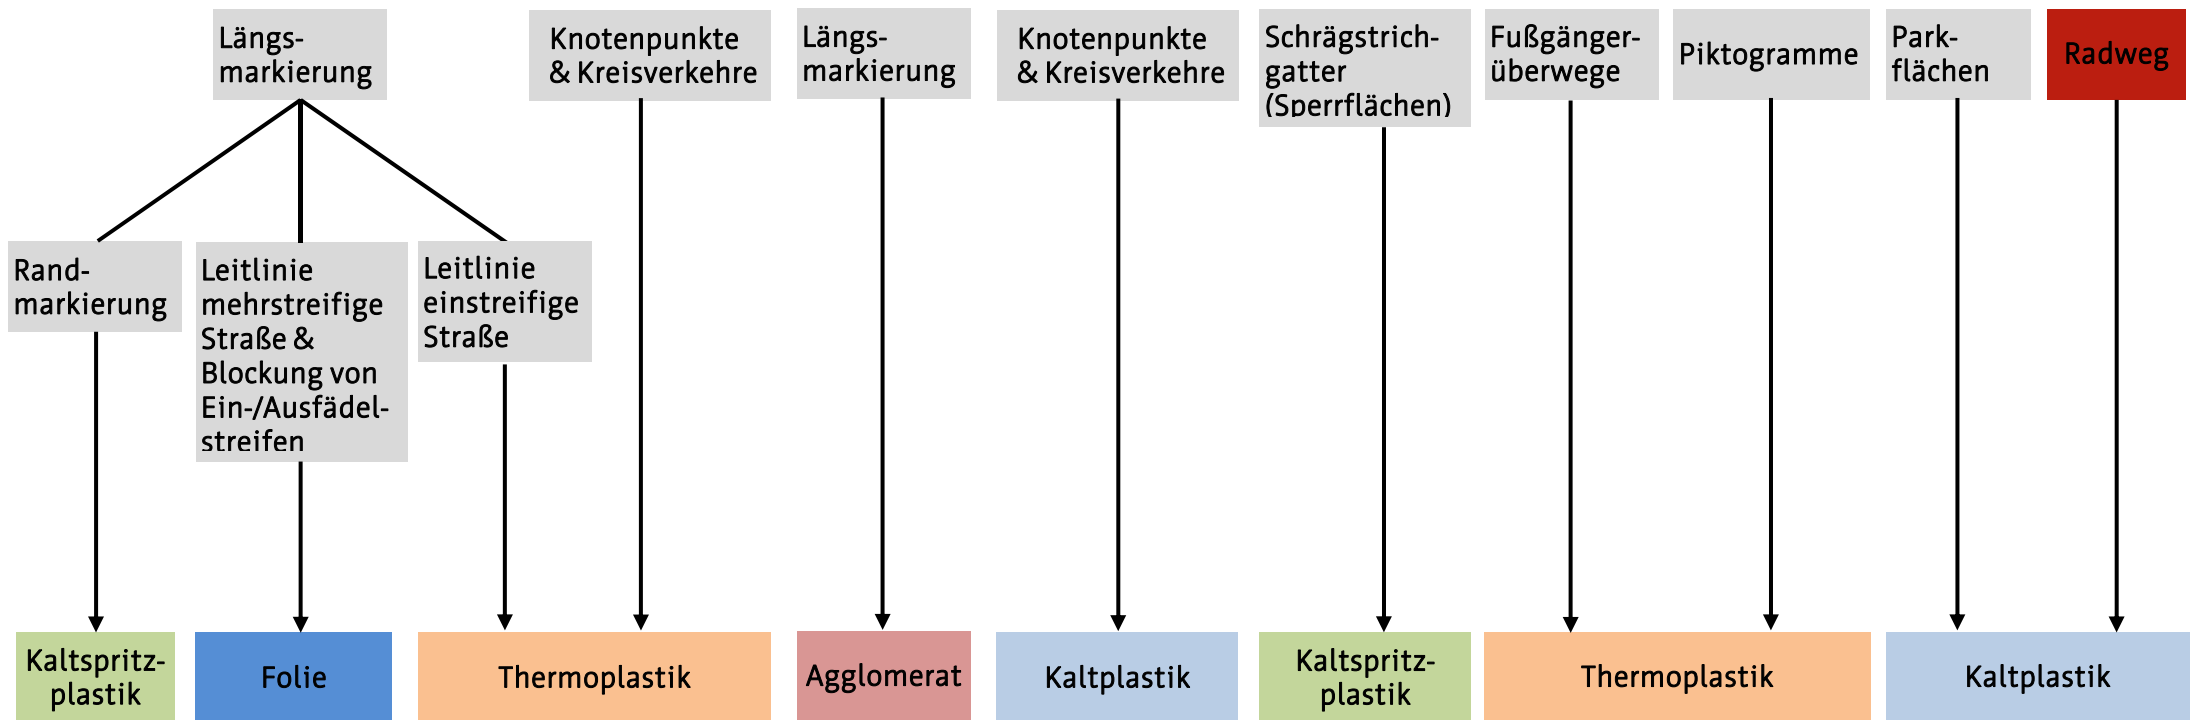 Längs-
markierung
Knotenpunkte
& Kreisverkehre
Längs-
markierung
Knotenpunkte
& Kreisverkehre
Schrägstrich-
gatter
(Sperrflächen)
Fußgänger-
überwege
Piktogramme
Park-
flächen
Radweg
Rand-
markierung
Leitlinie
mehrstreifige
Straße &
Blockung von
Ein-/Ausfädel-
streifen
Leitlinie
einstreifige
Straße
Kaltspritz-
plastik
Folie
Thermoplastik
Agglomerat
Kaltplastik
Kaltspritz-
plastik
Thermoplastik
Kaltplastik